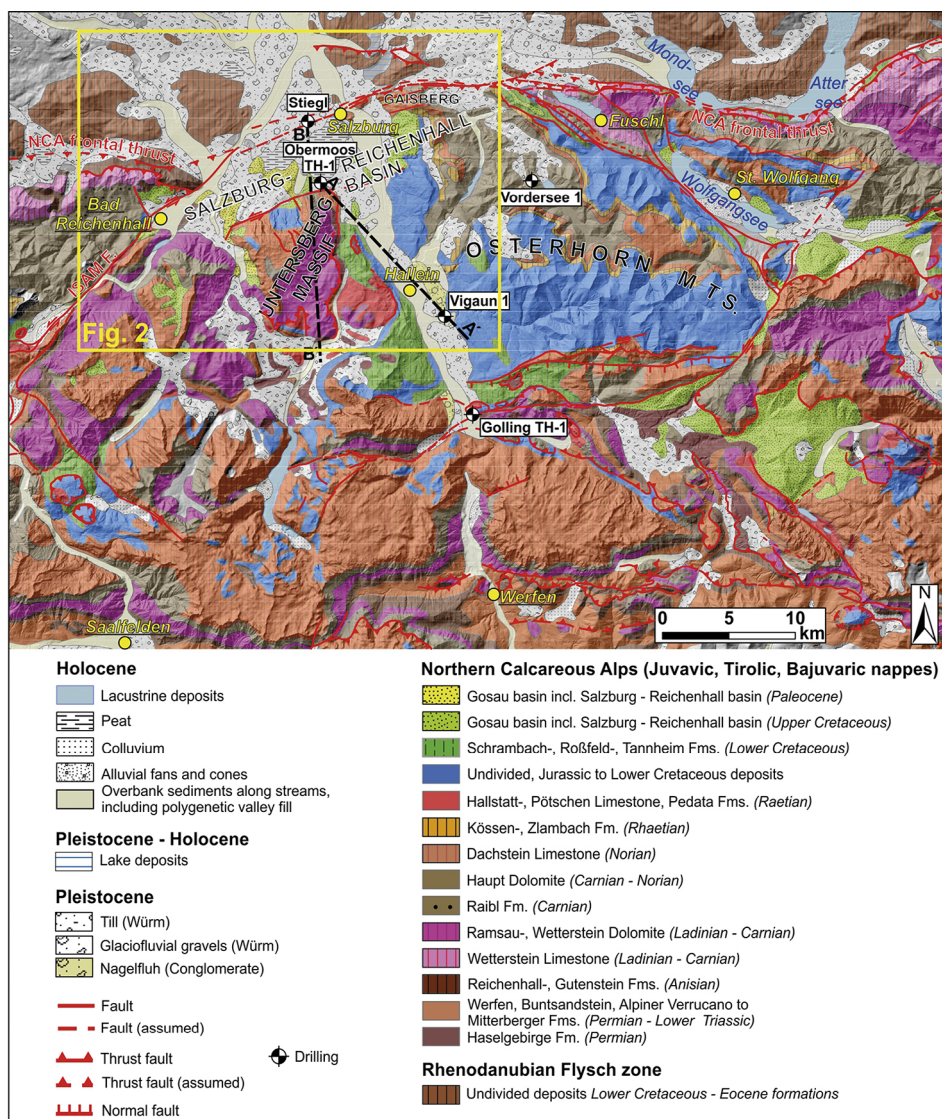 Mond-
see
Atter
see
Stiegl
GAISBERG
B
Salzburg
Fuschl
NCA frontal thrust
NCA frontal thrust
Obermoos
TH-1
A
SALZBURG-
REICHENHALL
BASIN
Vordersee 1
St. Wolfgang
Wolfgangsee
Bad
Reichenhall
UNTERSBERG
MASSIF
OSTERHORN MTS.
Hallein
Vigaun 1
A'
Fig. 2
B'
Golling TH-1
Werfen
Saalfelden
N
0 5 10
km
Holocene
Lacustrine deposits
Peat
Colluvium
Alluvial fans and cones
Overbank sediments along streams,
including polygenetic valley fill
Pleistocene - Holocene
Lake deposits
Pleistocene
Till (Würm)
Glaciofluvial gravels (Würm)
Nagelfluh (Conglomerate)
Fault
Fault (assumed)
Thrust fault
Thrust fault (assumed)
Normal fault
Drilling
Northern Calcareous Alps (Juvavic, Tirolic, Bajuvaric nappes)
Gosau basin incl. Salzburg - Reichenhall basin (Paleocene)
Gosau basin incl. Salzburg - Reichenhall basin (Upper Cretaceous)
Schrambach-, Roßfeld-, Tannheim Fms. (Lower Cretaceous)
Undivided, Jurassic to Lower Cretaceous deposits
Hallstatt-, Pötschen Limestone, Pedata Fms. (Raetian)
Kössen-, Zlambach Fm. (Rhaetian)
Dachstein Limestone (Norian)
Haupt Dolomite (Carnian - Norian)
Raibl Fm. (Carnian)
Ramsau-, Wetterstein Dolomite (Ladinian - Carnian)
Wetterstein Limestone (Ladinian - Carnian)
Reichenhall-, Gutenstein Fms. (Anisian)
Werfen, Buntsandstein, Alpiner Verrucano to
Mitterberger Fms. (Permian - Lower Triassic)
Haselgebirge Fm. (Permian)
Rhenodanubian Flysch zone
Undivided deposits Lower Cretaceous - Eocene formations